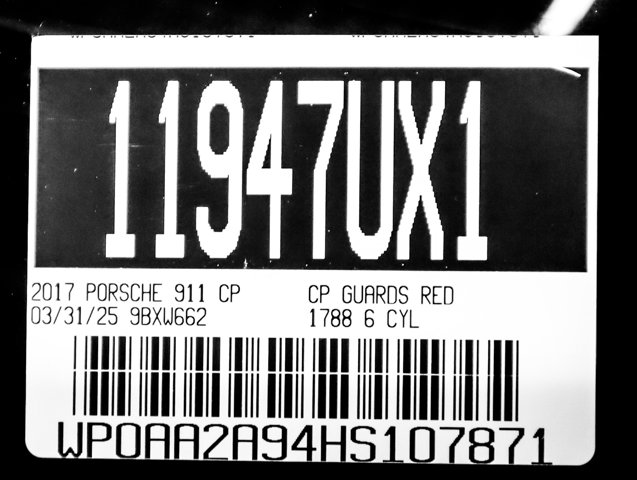 11947UX1
2017 PORSCHE 911 CP CP GUARDS RED
03/31/25 9BXW662 1788 6 CYL
WP0AA2A94HS107871